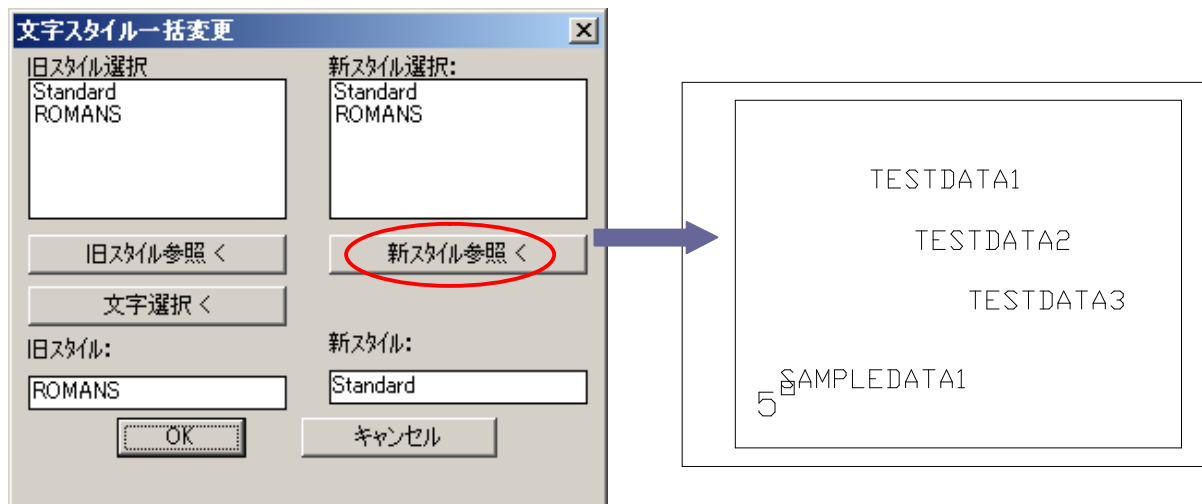 文字スタイル一括変更
旧スタイル選択
Standard
ROMANS
新スタイル選択:
Standard
ROMANS
旧スタイル参照 <
新スタイル参照 <
文字選択 <
旧スタイル:
新スタイル:
ROMANS
Standard
OK
キャンセル
TESTDATA1
TESTDATA2
TESTDATA3
SAMPLEDATA1
5